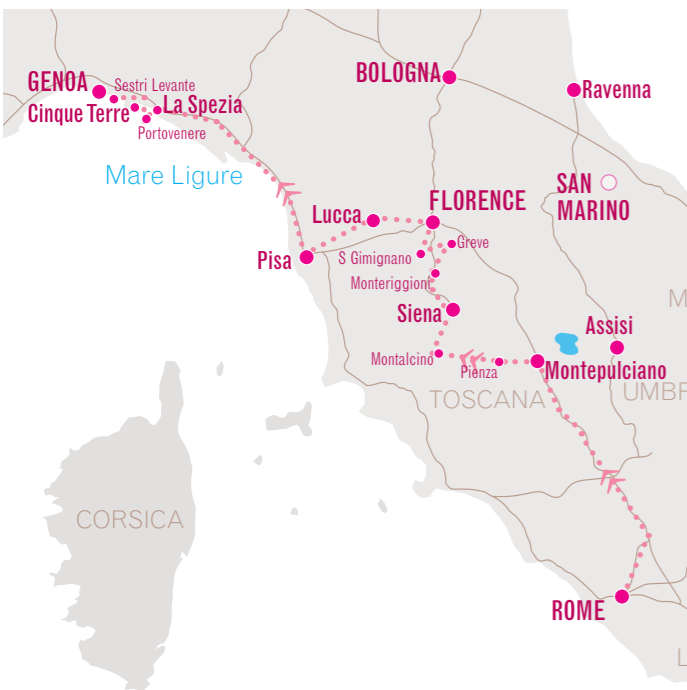 BOLOGNA
GENOA
Sestri Levante
Ravenna
Cinque Terre
La Spezia
Portovenere
Mare Ligure
SAN
MARINO
Lucca
FLORENCE
Greve
Pisa
S Gimignano
Monteriggioni
M
Siena
Assisi
Montalcino
Pienza
Montepulciano
TOSCANA
UMBR
CORSICA
ROME
L